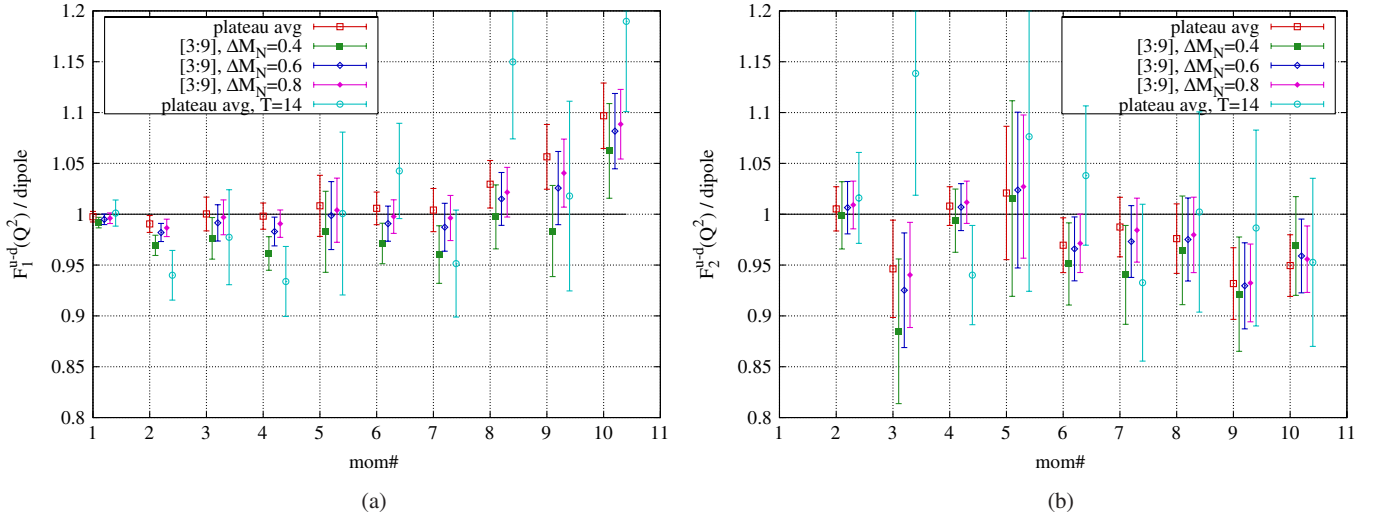 1.2
1.15
1.1
1.05
1
0.95
0.9
0.85
0.8
F₁ᵘ⁻ᵈ(Q²) / dipole
plateau avg
[3:9], ΔM_N=0.4
[3:9], ΔM_N=0.6
[3:9], ΔM_N=0.8
plateau avg, T=14
1 2 3 4 5 6 7 8 9 10 11
mom#
(a)
1.2
1.15
1.1
1.05
1
0.95
0.9
0.85
0.8
F₂ᵘ⁻ᵈ(Q²) / dipole
plateau avg
[3:9], ΔM_N=0.4
[3:9], ΔM_N=0.6
[3:9], ΔM_N=0.8
plateau avg, T=14
1 2 3 4 5 6 7 8 9 10 11
mom#
(b)